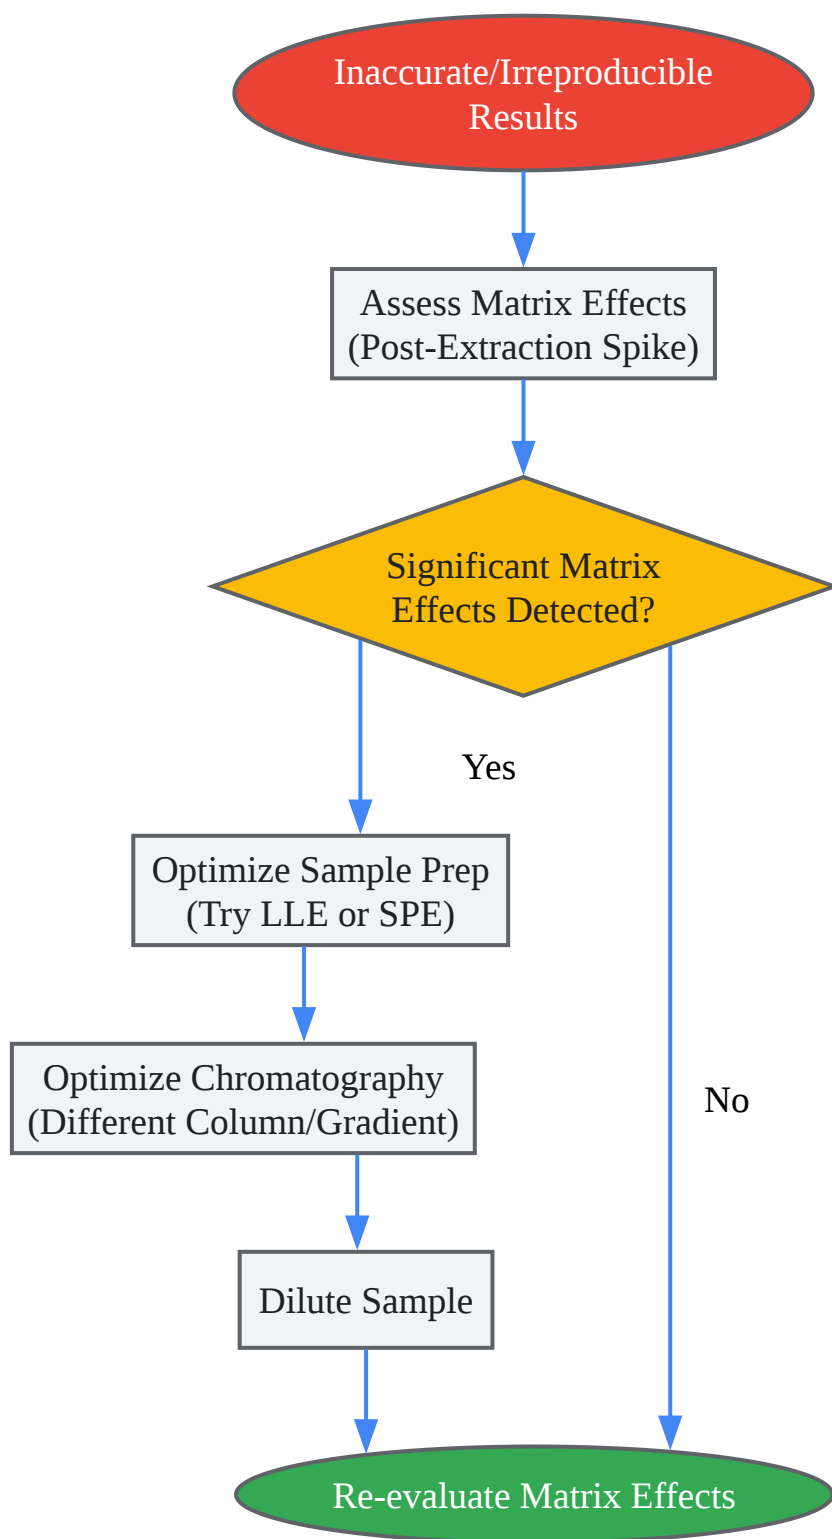 Inaccurate/Irreproducible
Results
Assess Matrix Effects
(Post-Extraction Spike)
Significant Matrix
Effects Detected?
Yes
Optimize Sample Prep
(Try LLE or SPE)
Optimize Chromatography
(Different Column/Gradient)
No
Dilute Sample
Re-evaluate Matrix Effects